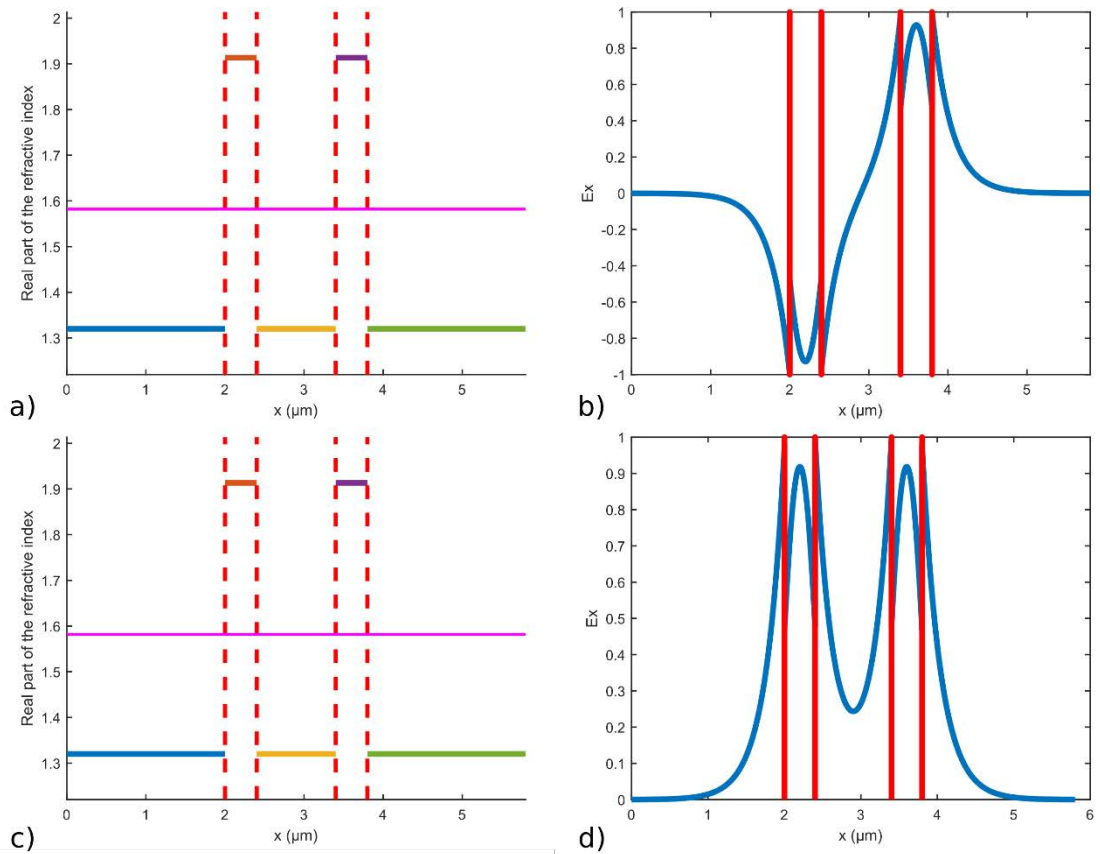 2
1.9
1.8
1.7
1.6
1.5
1.4
1.3
Real part of the refractive index
0 1 2 3 4 5
x (μm)
a)
1
0.8
0.6
0.4
0.2
0
-0.2
-0.4
-0.6
-0.8
-1
Ex
0 1 2 3 4 5
x (μm)
b)
2
1.9
1.8
1.7
1.6
1.5
1.4
1.3
Real part of the refractive index
0 1 2 3 4 5
x (μm)
c)
1
0.9
0.8
0.7
0.6
0.5
0.4
0.3
0.2
0.1
0
Ex
0 1 2 3 4 5 6
x (μm)
d)